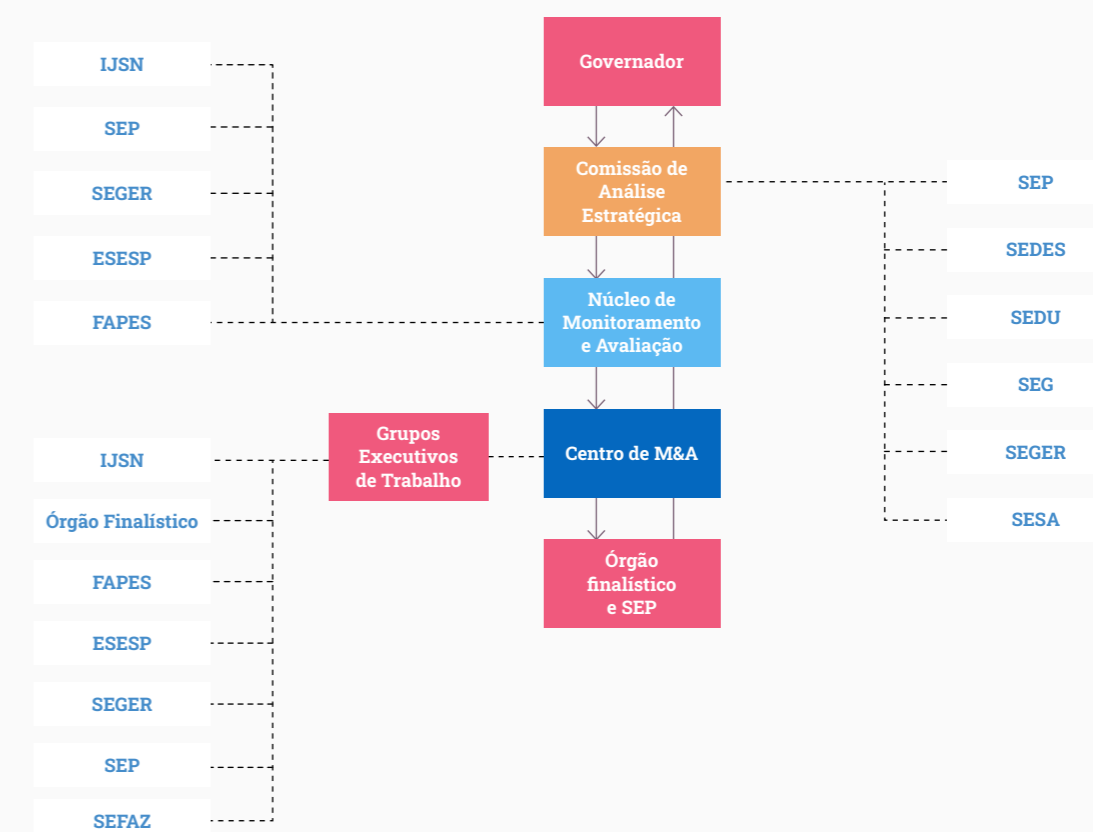 IJSN
SEP
SEGER
ESESP
FAPES
Governador
Comissão de
Análise
Estratégica
Núcleo de
Monitoramento
e Avaliação
Centro de M&A
Órgão
finalístico
e SEP
SEP
SEDES
SEDU
SEG
SEGER
SESA
Grupos
Executivos
de Trabalho
IJSN
Órgão Finalístico
FAPES
ESESP
SEGER
SEP
SEFAZ